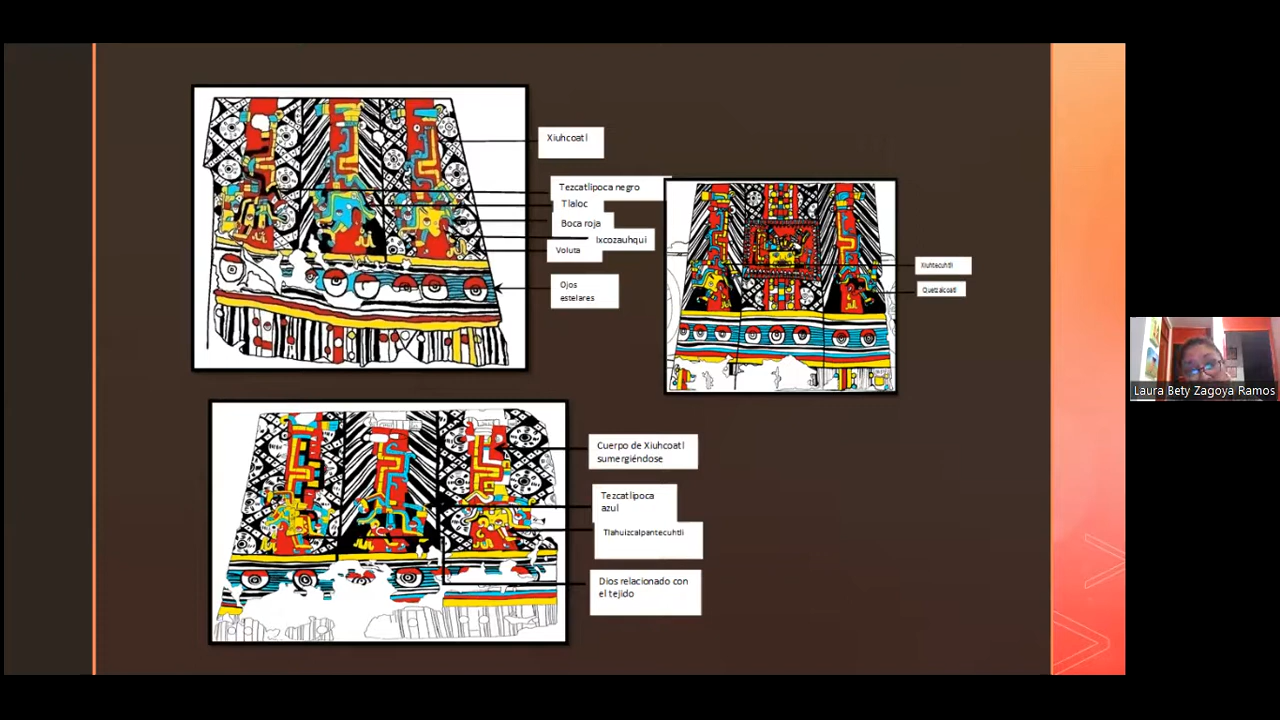 Xiuhcoatl
Tezcatlipoca negro
Tlaloc
Boca roja
Ixcozauhqui
Voluta
Ojos
estelares
Xiuhtecuhtli
Quetzalcoatl
Cuerpo de Xiuhcoatl
sumergiéndose
Tezcatlipoca
azul
Tlahuizcalpantecuhtli
Dios relacionado con
el tejido
Laura Bety Zagoya Ramos